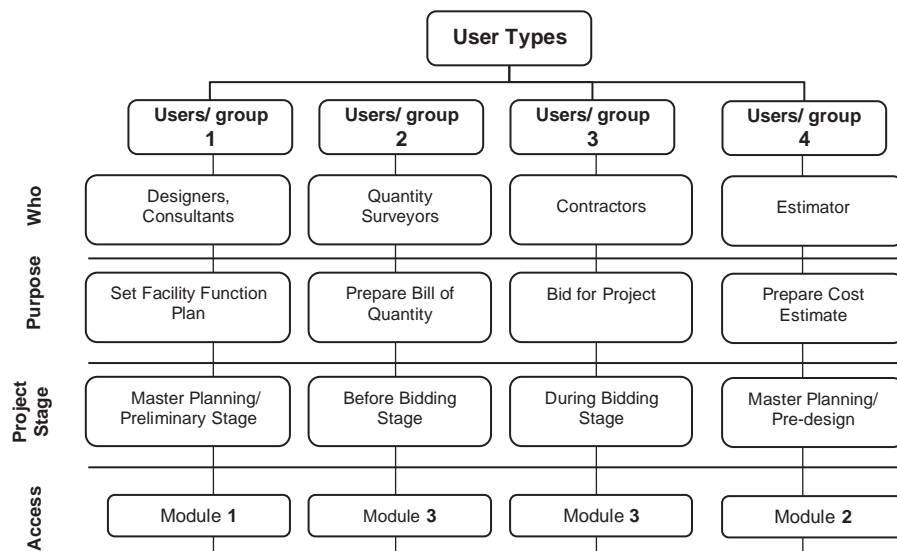 User Types
Users/ group
1
Users/ group
2
Users/ group
3
Users/ group
4
Who
Designers,
Consultants
Quantity
Surveyors
Contractors
Estimator
Purpose
Set Facility Function
Plan
Prepare Bill of
Quantity
Bid for Project
Prepare Cost
Estimate
Project
Stage
Master Planning/
Preliminary Stage
Before Bidding
Stage
During Bidding
Stage
Master Planning/
Pre-design
Access
Module 1
Module 3
Module 3
Module 2